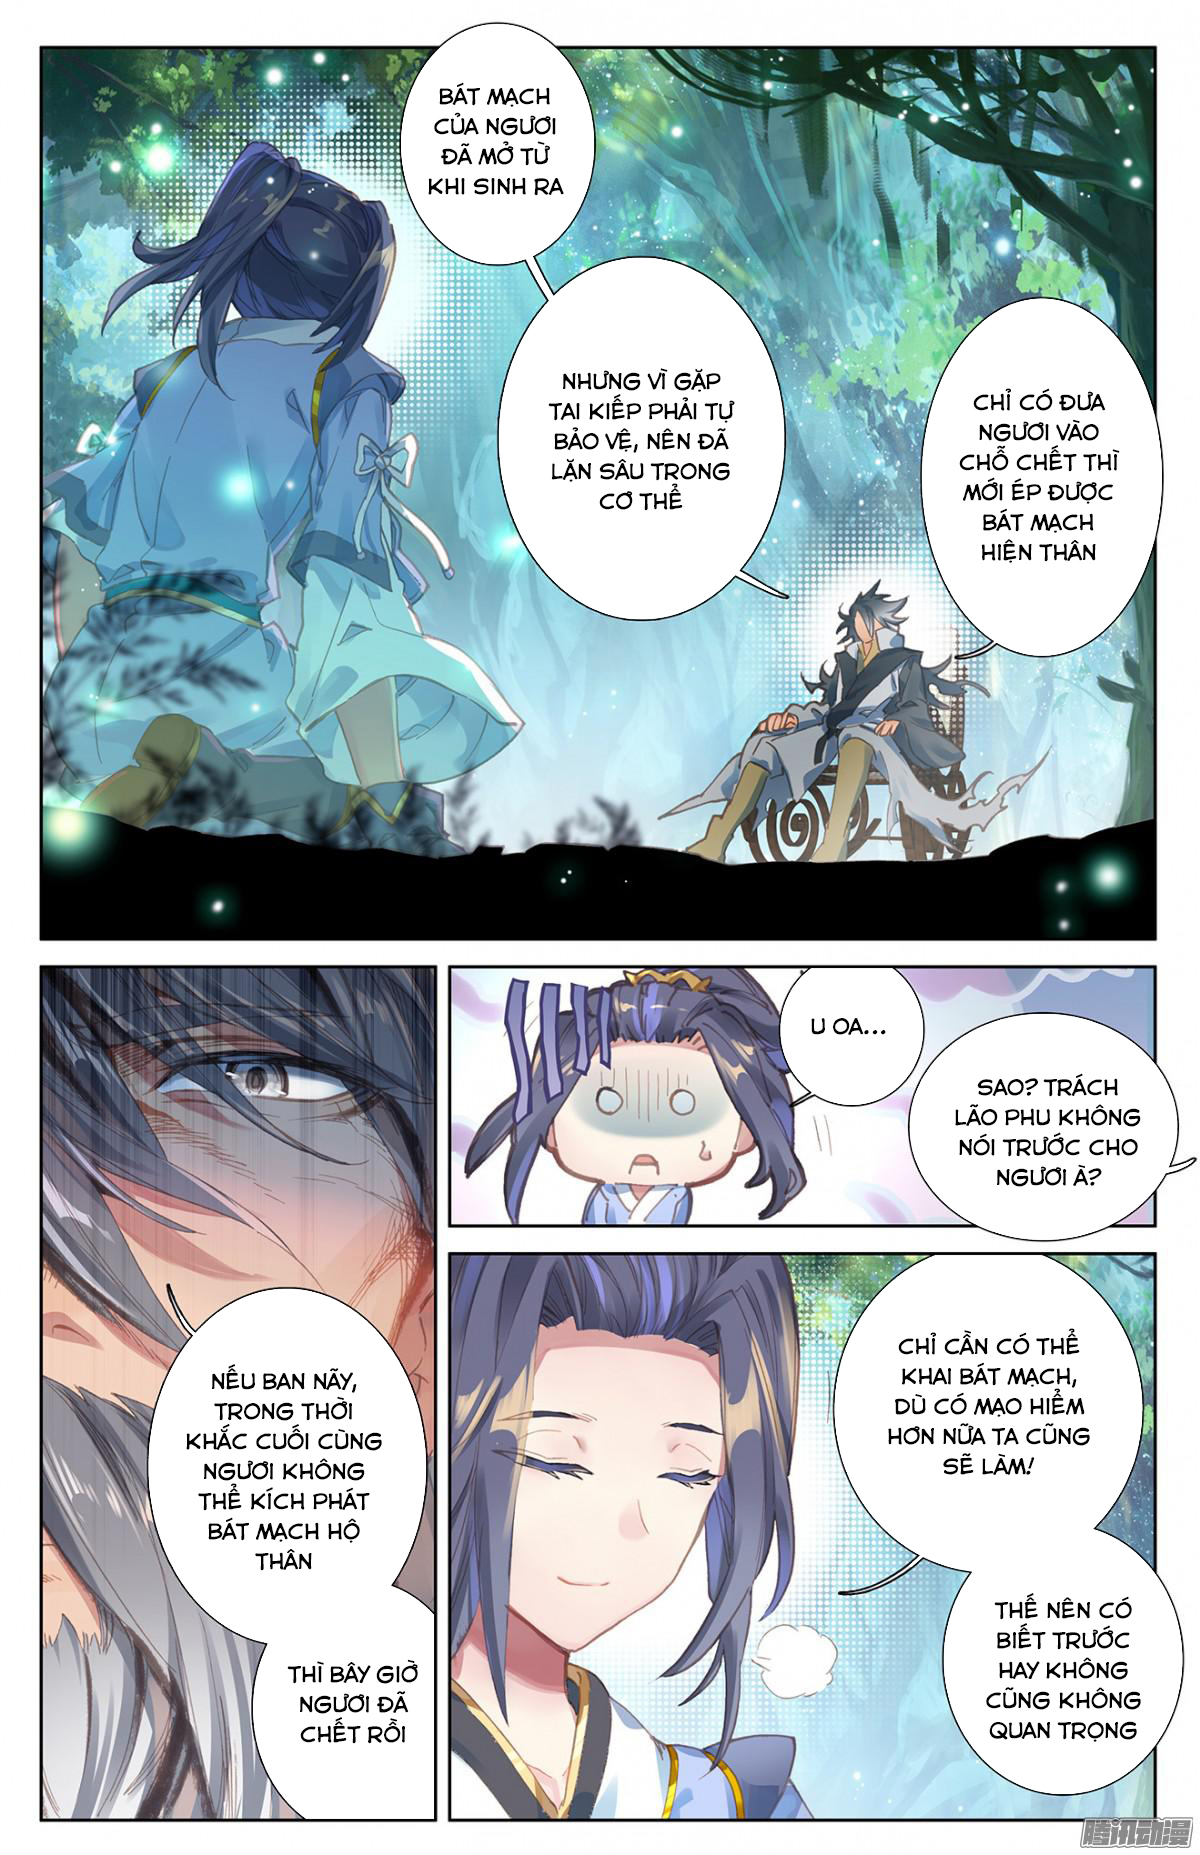 BÁT MẠCH
CỦA NGƯƠI
ĐÃ MỞ TỪ
KHI SINH RA
NHƯNG VÌ GẶP
TAI KIẾP PHẢI TỰ
BẢO VỆ, NÊN ĐÃ
LẶN SÂU TRONG
CƠ THỂ
CHỈ CÓ ĐƯA
NGƯƠI VÀO
CHỖ CHẾT THÌ
MỚI ÉP ĐƯỢC
BÁT MẠCH
HIỆN THÂN
NẾU BAN NÃY,
TRONG THỜI
KHẮC CUỐI CÙNG
NGƯƠI KHÔNG
THỂ KÍCH PHÁT
BÁT MẠCH HỘ
THÂN
THÌ BÂY GIỜ
NGƯƠI ĐÃ
CHẾT RỒI
U OA...
SAO? TRÁCH
LÃO PHU KHÔNG
NÓI TRƯỚC CHO
NGƯƠI À?
CHỈ CẦN CÓ THỂ
KHAI BÁT MẠCH,
DÙ CÓ MẠO HIỂM
HƠN NỮA TA CŨNG
SẼ LÀM!
THẾ NÊN CÓ
BIẾT TRƯỚC
HAY KHÔNG
CŨNG KHÔNG
QUAN TRỌNG
腾讯动漫